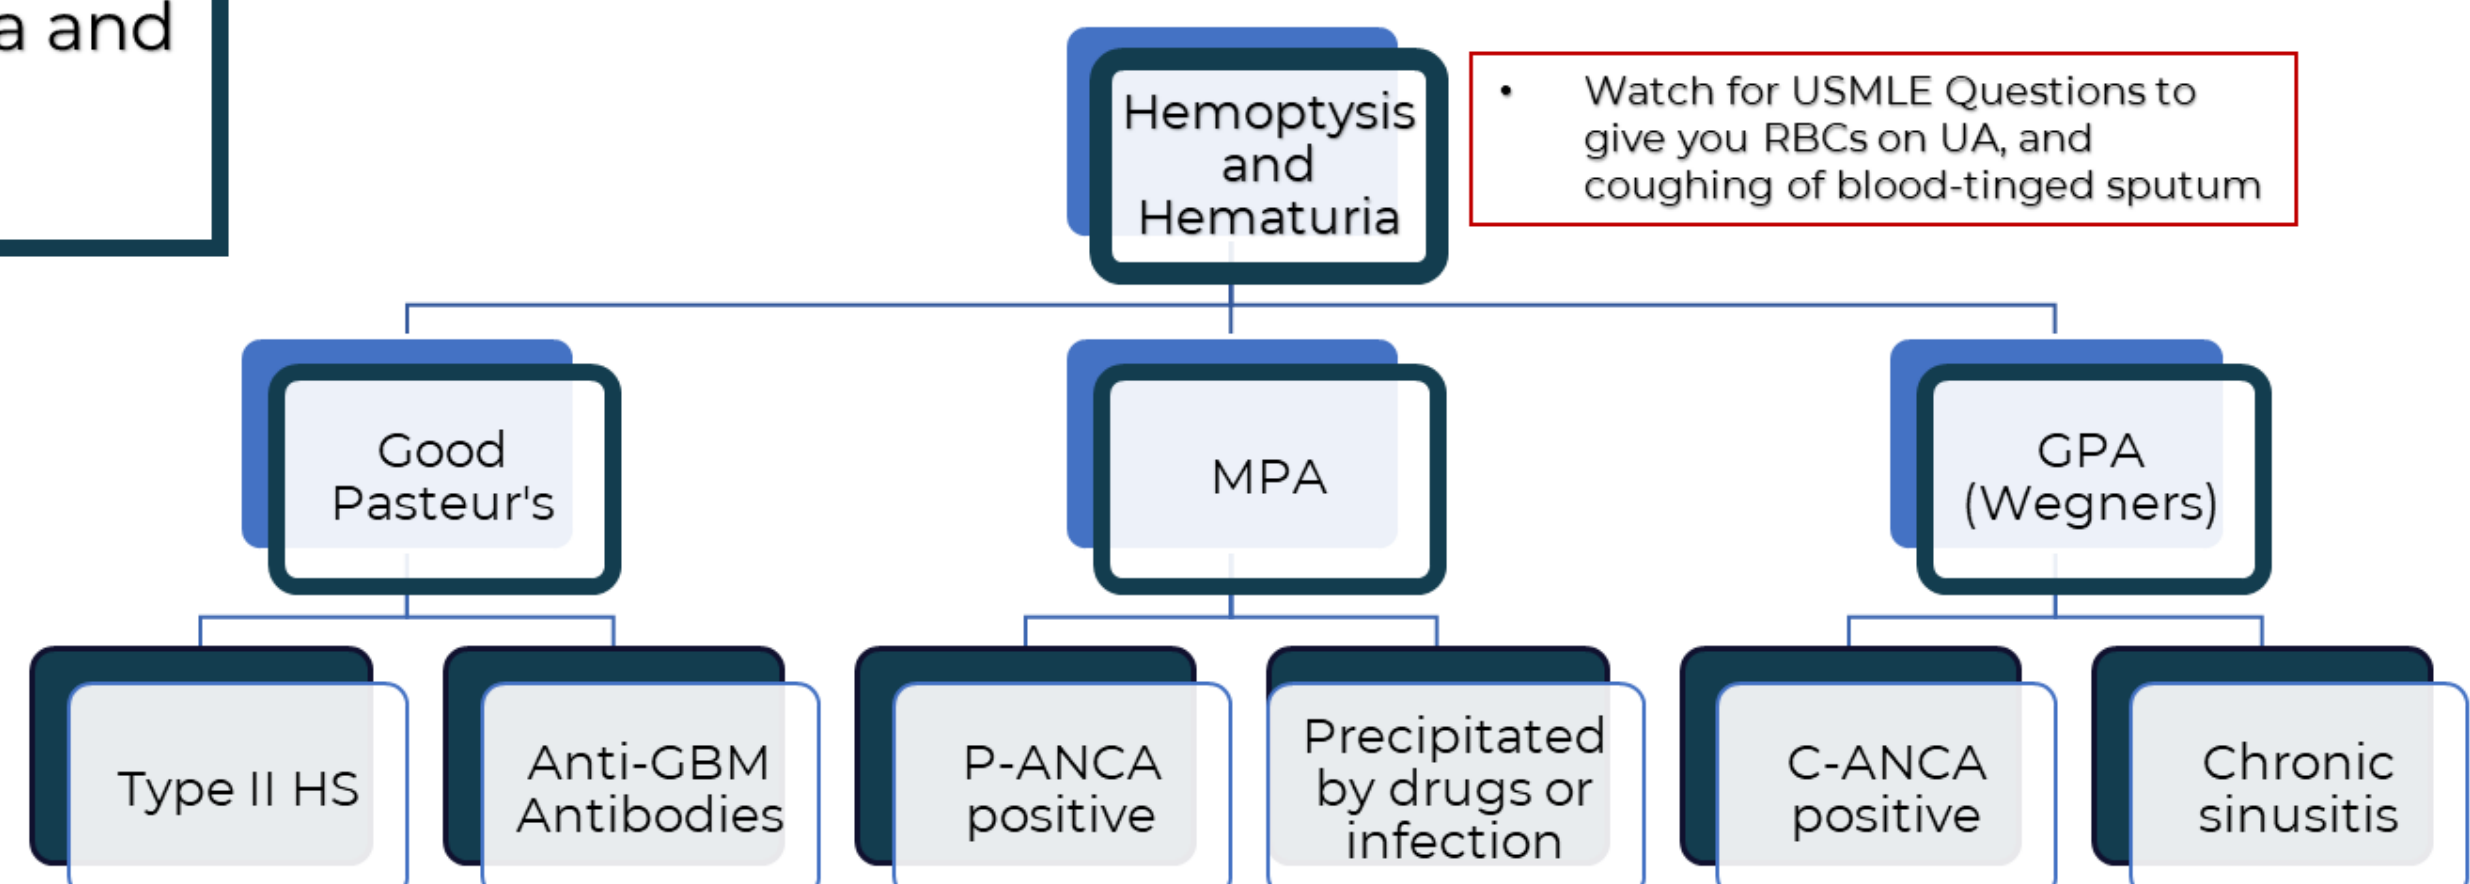 a and
Hemoptysis
and
Hematuria
• Watch for USMLE Questions to
give you RBCs on UA, and
coughing of blood-tinged sputum
Good
Pasteur's
MPA
GPA
(Wegners)
Type II HS
Anti-GBM
Antibodies
P-ANCA
positive
Precipitated
by drugs or
infection
C-ANCA
positive
Chronic
sinusitis